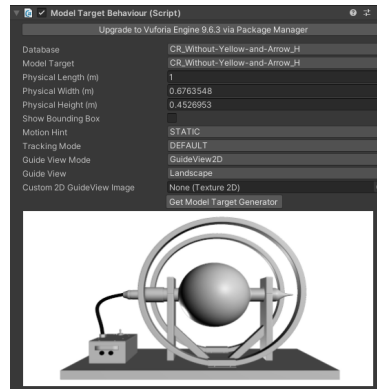 Model Target Behaviour (Script)
Upgrade to Vuforia Engine 9.6.3 via Package Manager
Database CR_Without-Yellow-and-Arrow_H
Model Target CR_Without-Yellow-and-Arrow_H
Physical Length (m) 1
Physical Width (m) 0.6763548
Physical Height (m) 0.4526953
Show Bounding Box
Motion Hint STATIC
Tracking Mode DEFAULT
Guide View Mode GuideView2D
Guide View Landscape
Custom 2D GuideView Image None (Texture 2D)
Get Model Target Generator